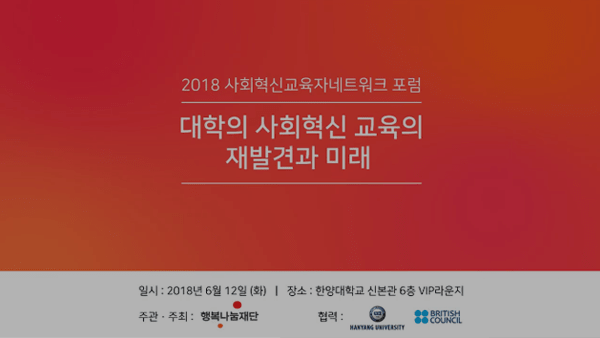 2018 사회혁신교육자네트워크 포럼
대학의 사회혁신 교육의
재발견과 미래
일시 : 2018년 6월 12일 (화) | 장소 : 한양대학교 신본관 6층 VIP라운지
주관 · 주최 : 행복나눔재단 협력 : HANYANG UNIVERSITY BRITISH COUNCIL